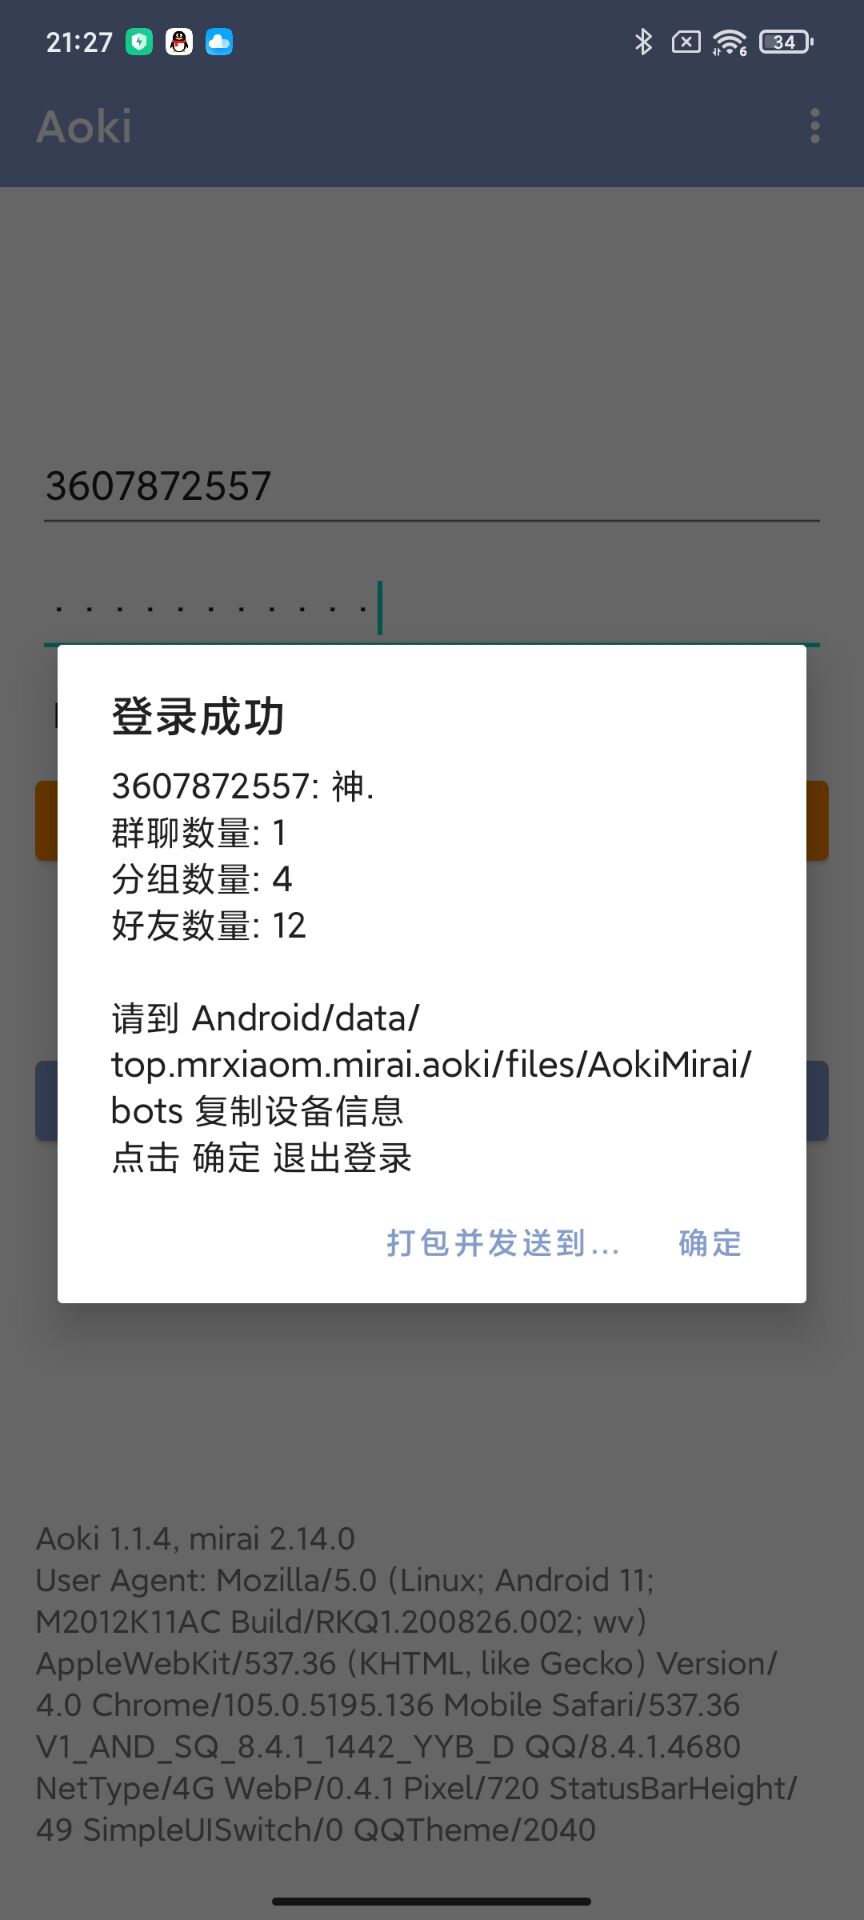 21:27
6
34
Aoki
3607872557
登录成功
3607872557: 神.
群聊数量: 1
分组数量: 4
好友数量: 12
请到 Android/data/
top.mrxiaom.mirai.aoki/files/AokiMirai/
bots 复制设备信息
点击 确定 退出登录
打包并发送到...
确定
Aoki 1.1.4, mirai 2.14.0
User Agent: Mozilla/5.0 (Linux; Android 11;
M2012K11AC Build/RKQ1.200826.002; wv)
AppleWebKit/537.36 (KHTML, like Gecko) Version/
4.0 Chrome/105.0.5195.136 Mobile Safari/537.36
V1_AND_SQ_8.4.1_1442_YYB_D QQ/8.4.1.4680
NetType/4G WebP/0.4.1 Pixel/720 StatusBarHeight/
49 SimpleUISwitch/0 QQTheme/2040